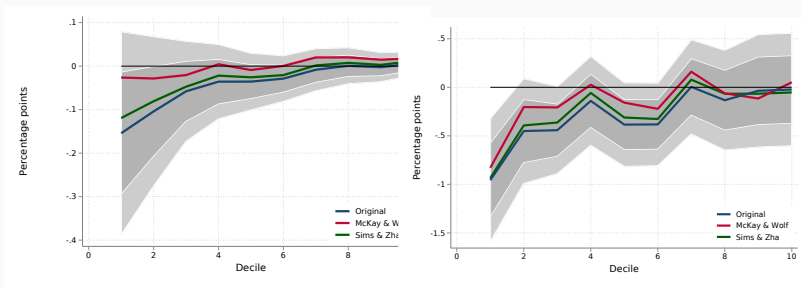 .1
0
-.1
-.2
-.3
-.4
Percentage points
0
2
4
6
8
Decile
Original
McKay & W
Sims & Zha
.5
0
-.5
-1
-1.5
Percentage points
0
2
4
6
8
10
Decile
Original
McKay & Wolf
Sims & Zha